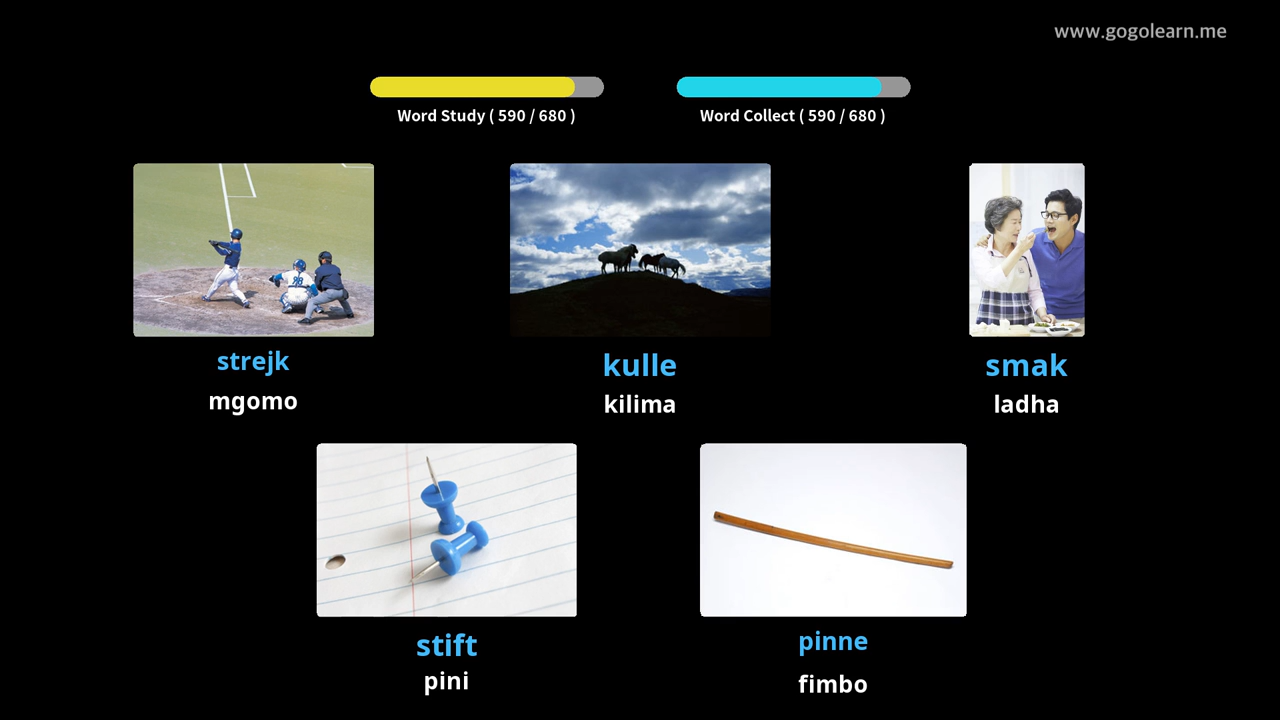 www.gogolearn.me
Word Study ( 590 / 680 )
Word Collect ( 590 / 680 )
strejk
mgomo
kulle
kilima
smak
ladha
stift
pini
pinne
fimbo